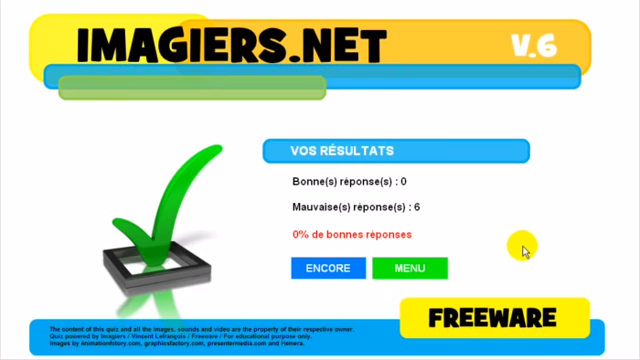 IMAGIERS.NET
V.6
VOS RÉSULTATS
Bonne(s) réponse(s) : 0
Mauvaise(s) réponse(s) : 6
0% de bonnes réponses
ENCORE
MENU
FREEWARE
The content of this quiz and all the images, sounds and video are the property of their respective owner.
Quiz powered by Imagiers / Vincent Lefrançois / Freeware / For educational purpose only.
Images by Animationfctory.com, graphicsfactory.com, presentermedia.com and Hemera.